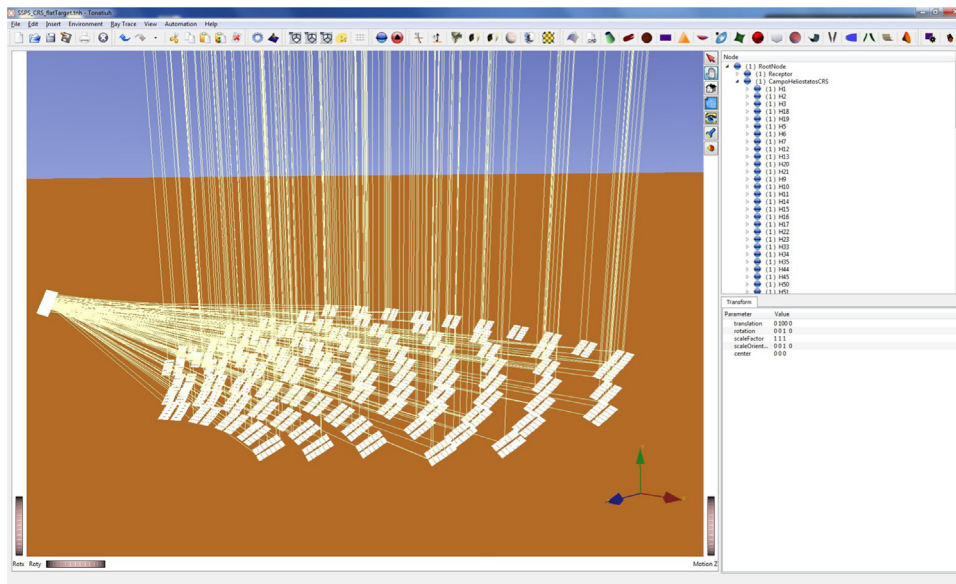 SSPS_CRS_flatTarget.tnh - Tonatiuh
File Edit Insert Environment Ray Trace View Automation Help
Node
(1) RootNode
(1) Receptor
(1) CampoHeliostatosCRS
(1) H1
(1) H2
(1) H3
(1) H18
(1) H19
(1) H5
(1) H6
(1) H7
(1) H12
(1) H13
(1) H20
(1) H21
(1) H9
(1) H10
(1) H11
(1) H14
(1) H15
(1) H16
(1) H17
(1) H22
(1) H23
(1) H33
(1) H34
(1) H35
(1) H44
(1) H45
(1) H50
(1) H51
Transform
Parameter Value
translation 0 100 0
rotation 0 0 1 0
scaleFactor 1 1 1
scaleOrient... 0 0 1 0
center 0 0 0
Rotx Roty Motion Z